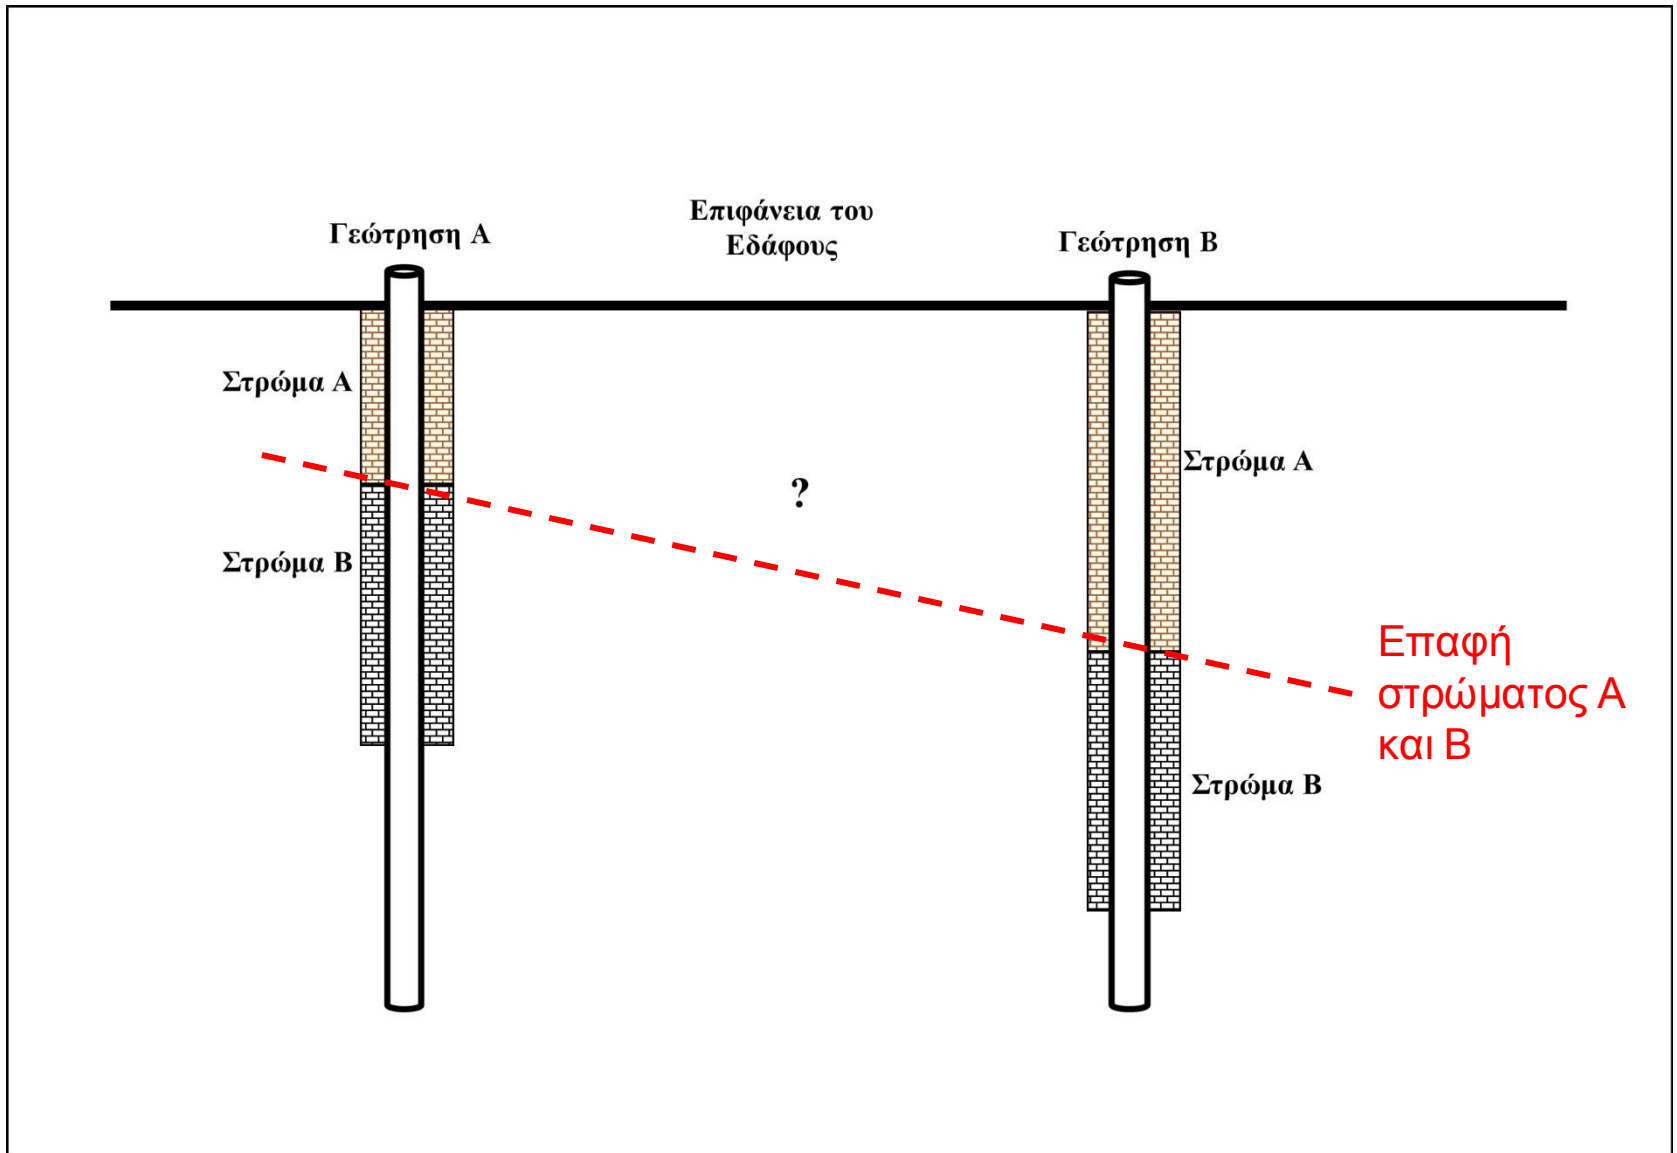 Επιφάνεια του
Εδάφους
Γεώτρηση Α
Γεώτρηση Β
Στρώμα Α
Στρώμα Α
?
Στρώμα Β
Επαφή
στρώματος Α
και Β
Στρώμα Β